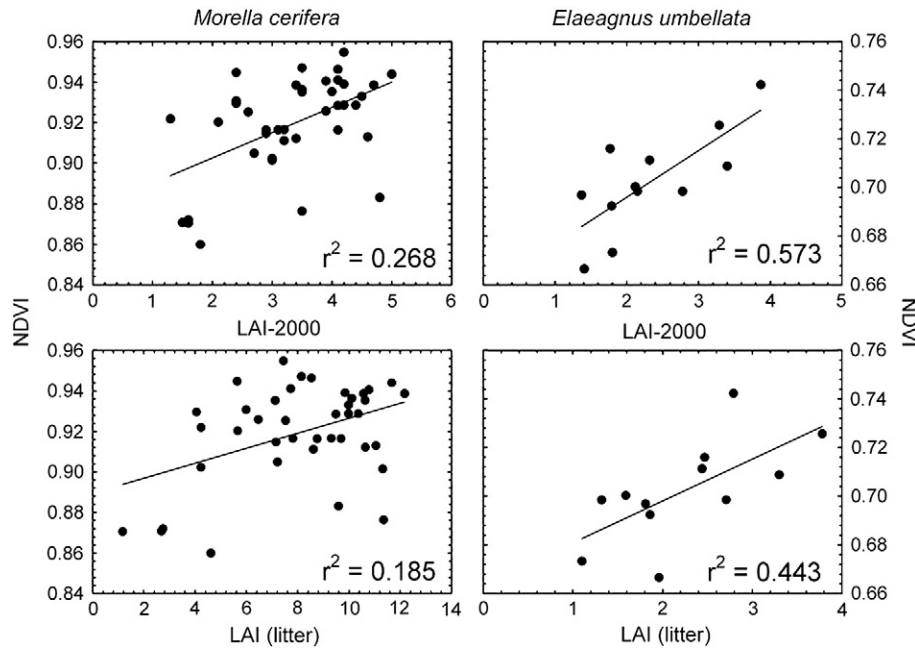 Morella cerifera
Elaeagnus umbellata
0.96
0.94
0.92
0.90
0.88
0.86
0.84
r² = 0.268
0 1 2 3 4 5 6
LAI-2000
0.76
0.74
0.72
0.70
0.68
0.66
r² = 0.573
0 1 2 3 4 5
LAI-2000
NDVI
NDVI
0.96
0.94
0.92
0.90
0.88
0.86
0.84
r² = 0.185
0 2 4 6 8 10 12 14
LAI (litter)
0.76
0.74
0.72
0.70
0.68
0.66
r² = 0.443
0 1 2 3 4
LAI (litter)